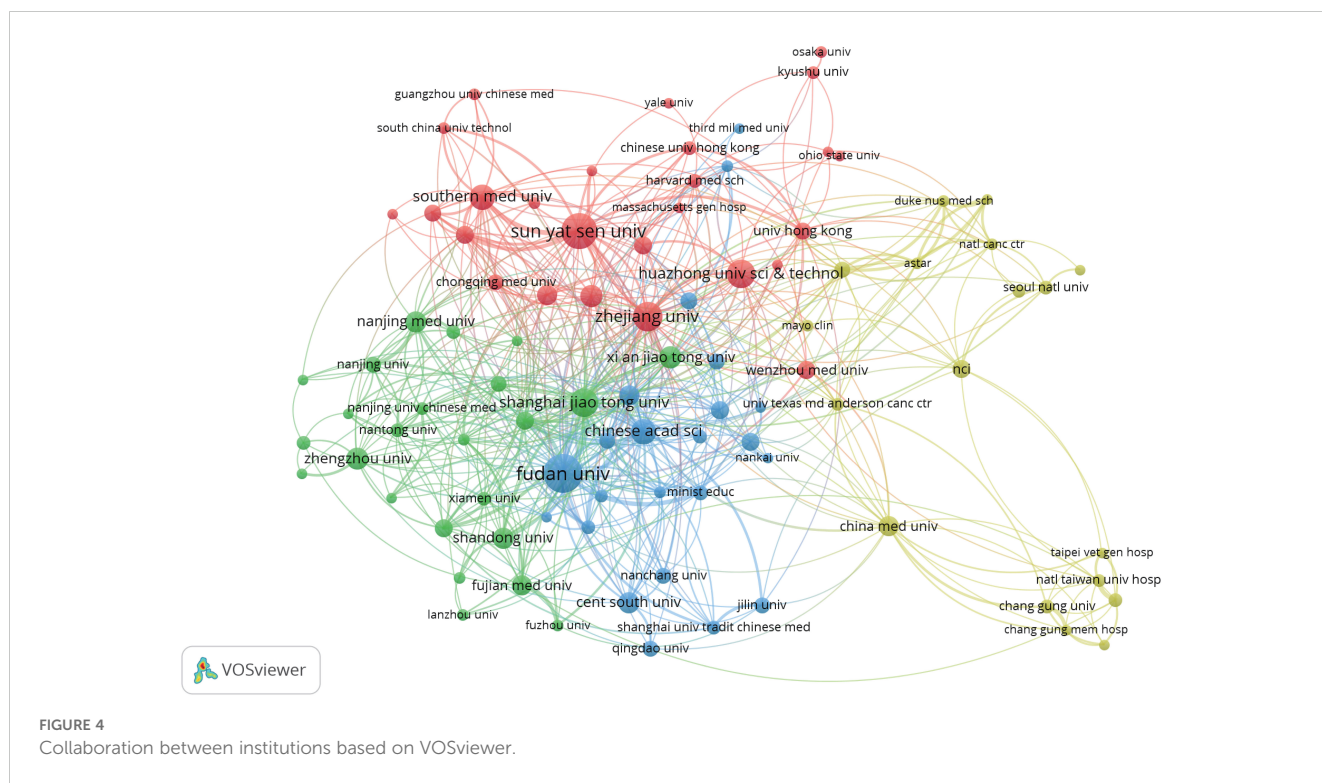 osaka univ
kyushu univ
guangzhou univ chinese med
yale univ
south china univ technol
third mil med univ
chinese univ hong kong
ohio state univ
harvard med sch
southern med univ
massachusetts gen hosp
duke nus med sch
sun yat sen univ
univ hong kong
natl canc ctr
astar
huazhong univ sci & technol
chongqing med univ
seoul natl univ
zhejiang univ
nanjing med univ
mayo clin
xi an jiao tong univ
nanjing univ
wenzhou med univ
nci
shanghai jiao tong univ
univ texas md anderson canc ctr
nanjing univ chinese med
nantong univ
chinese acad sci
zhengzhou univ
nankai univ
fudan univ
xiamen univ
minist educ
china med univ
shandong univ
taipei vet gen hosp
nanchang univ
natl taiwan univ hosp
fujian med univ
cent south univ
jilin univ
chang gung univ
lanzhou univ
fuzhou univ
shanghai univ tradit chinese med
chang gung mem hosp
qingdao univ
VOSviewer
FIGURE 4
Collaboration between institutions based on VOSviewer.